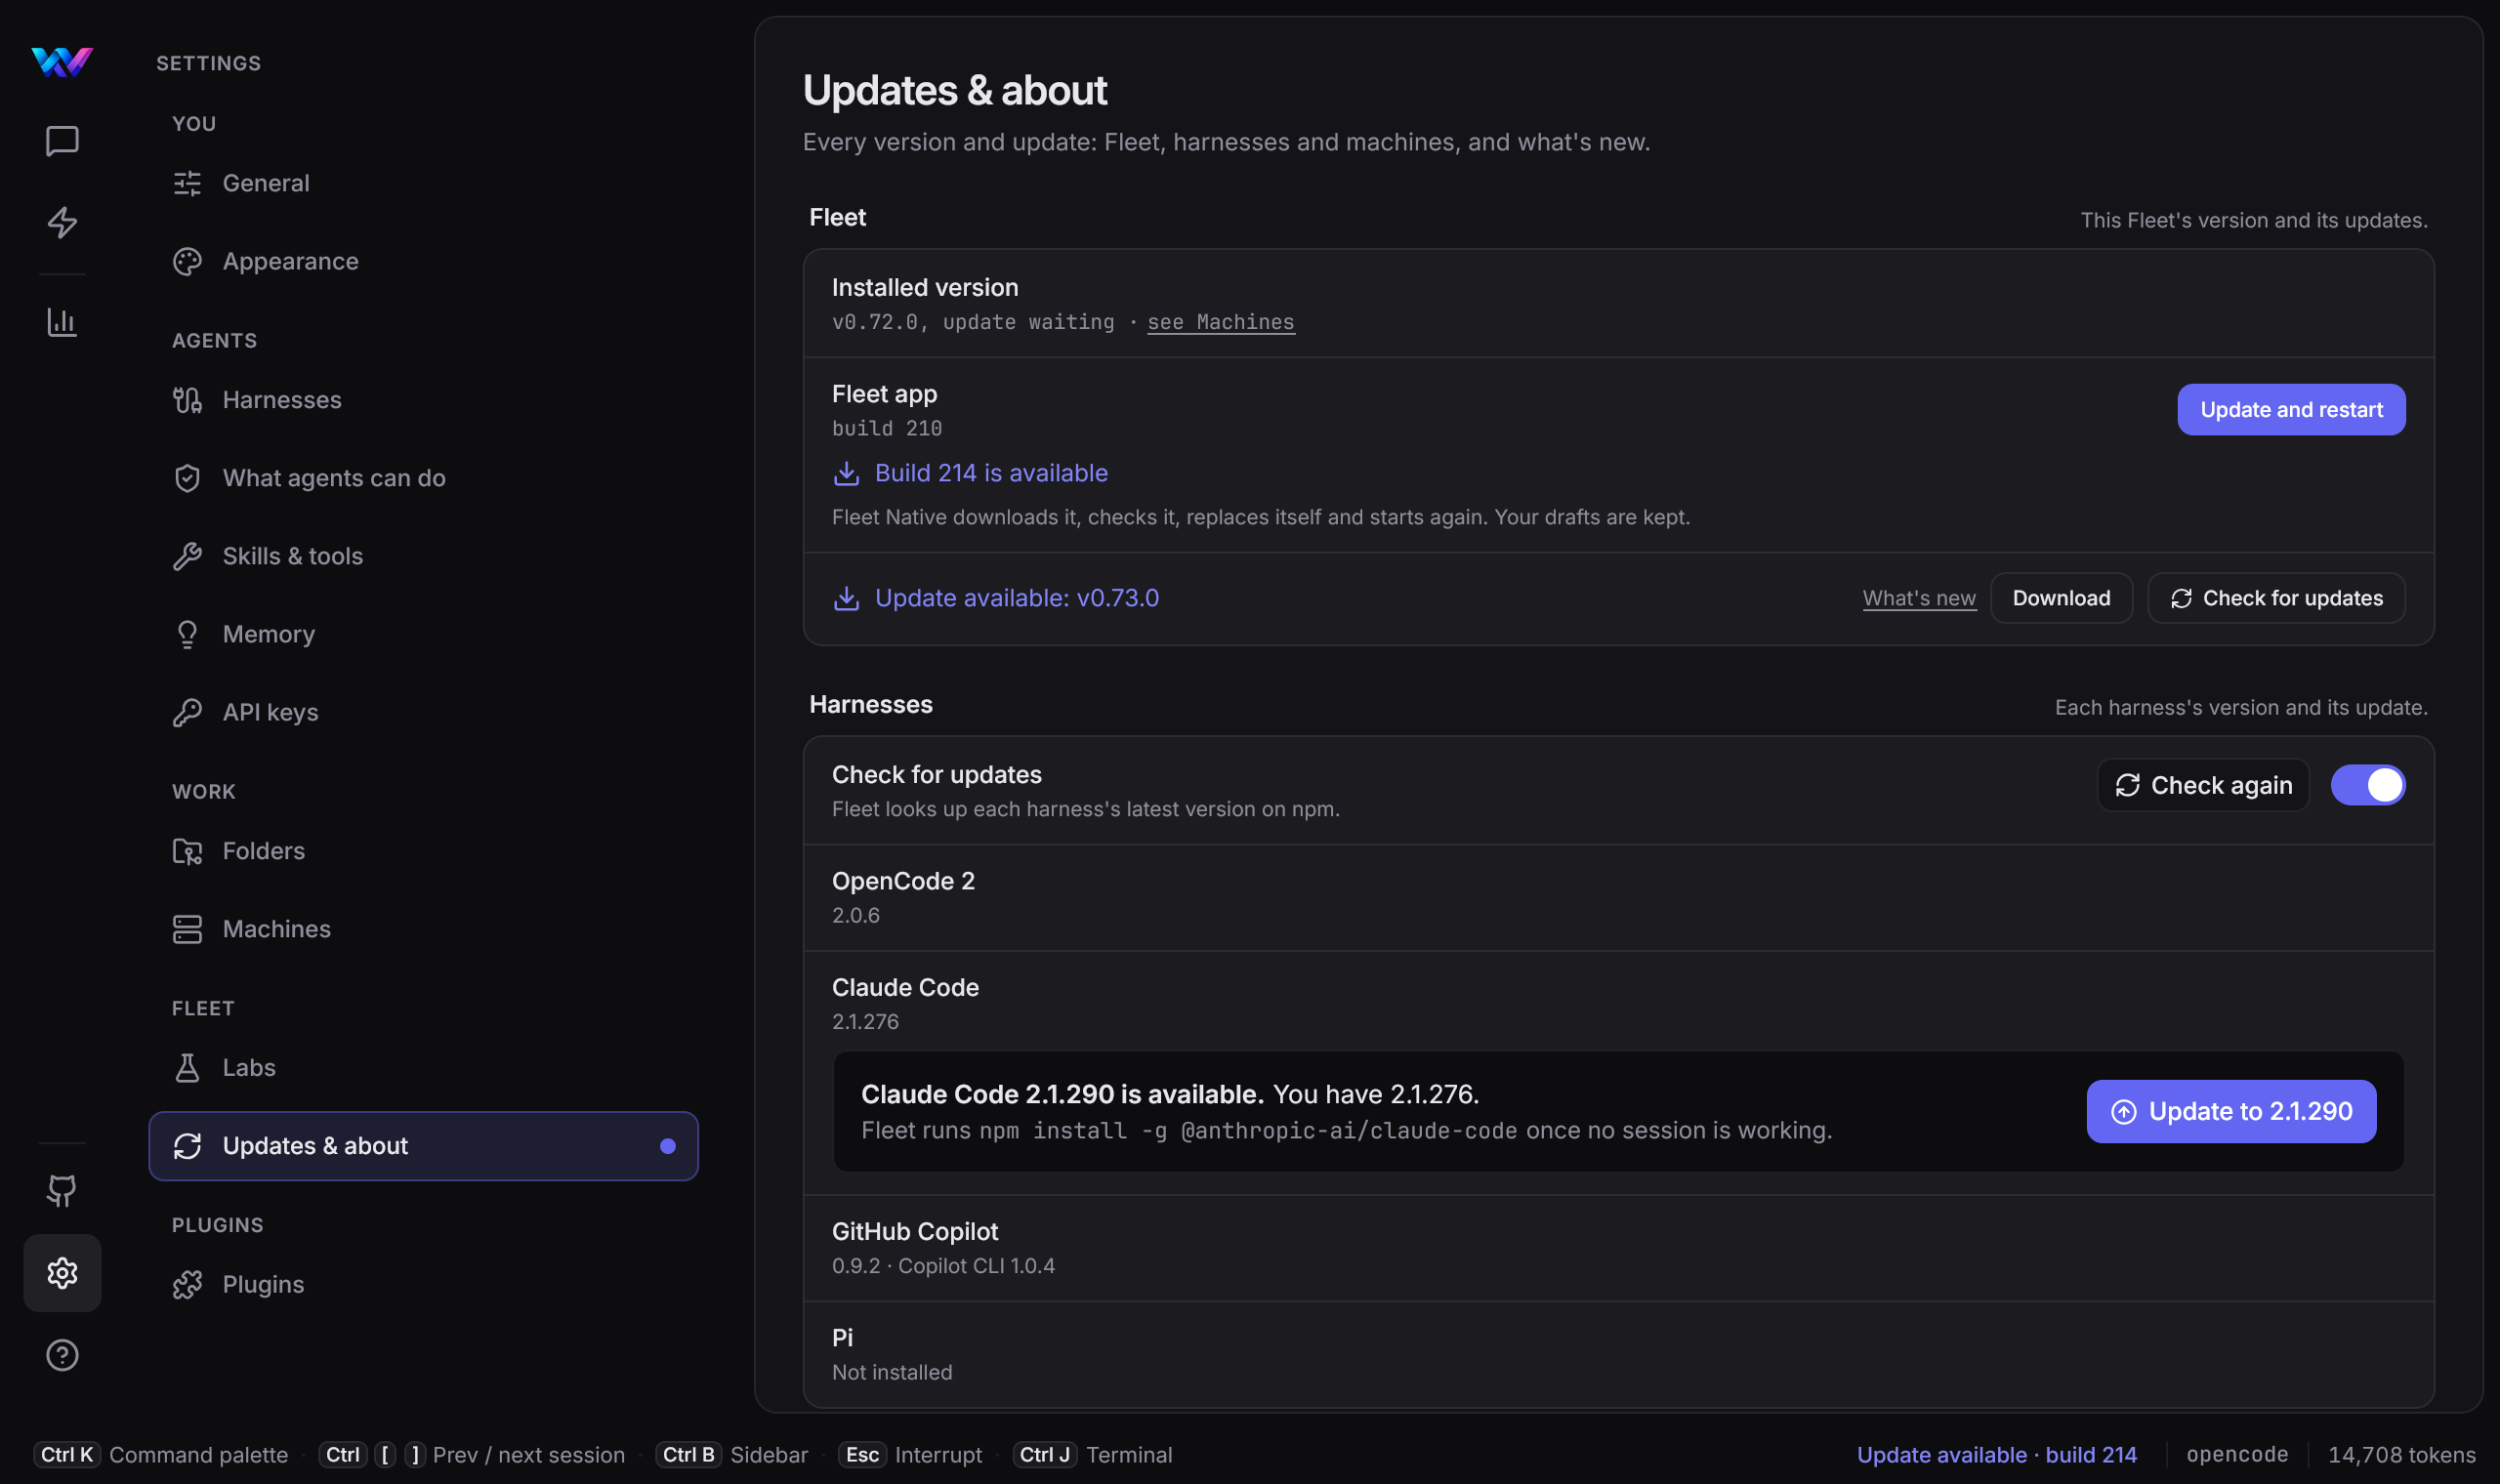 SETTINGS
YOU
General
Appearance
AGENTS
Harnesses
What agents can do
Skills & tools
Memory
API keys
WORK
Folders
Machines
FLEET
Labs
Updates & about
PLUGINS
Plugins
Updates & about
Every version and update: Fleet, harnesses and machines, and what's new.
Fleet
This Fleet's version and its updates.
Installed version
v0.72.0, update waiting · see Machines
Fleet app
build 210
Update and restart
Build 214 is available
Fleet Native downloads it, checks it, replaces itself and starts again. Your drafts are kept.
Update available: v0.73.0
What's new
Download
Check for updates
Harnesses
Each harness's version and its update.
Check for updates
Fleet looks up each harness's latest version on npm.
Check again
OpenCode 2
2.0.6
Claude Code
2.1.276
Claude Code 2.1.290 is available. You have 2.1.276.
Fleet runs npm install -g @anthropic-ai/claude-code once no session is working.
Update to 2.1.290
GitHub Copilot
0.9.2 · Copilot CLI 1.0.4
Pi
Not installed
Ctrl K Command palette · Ctrl [ ] Prev / next session · Ctrl B Sidebar · Esc Interrupt · Ctrl J Terminal
Update available · build 214
opencode
14,708 tokens